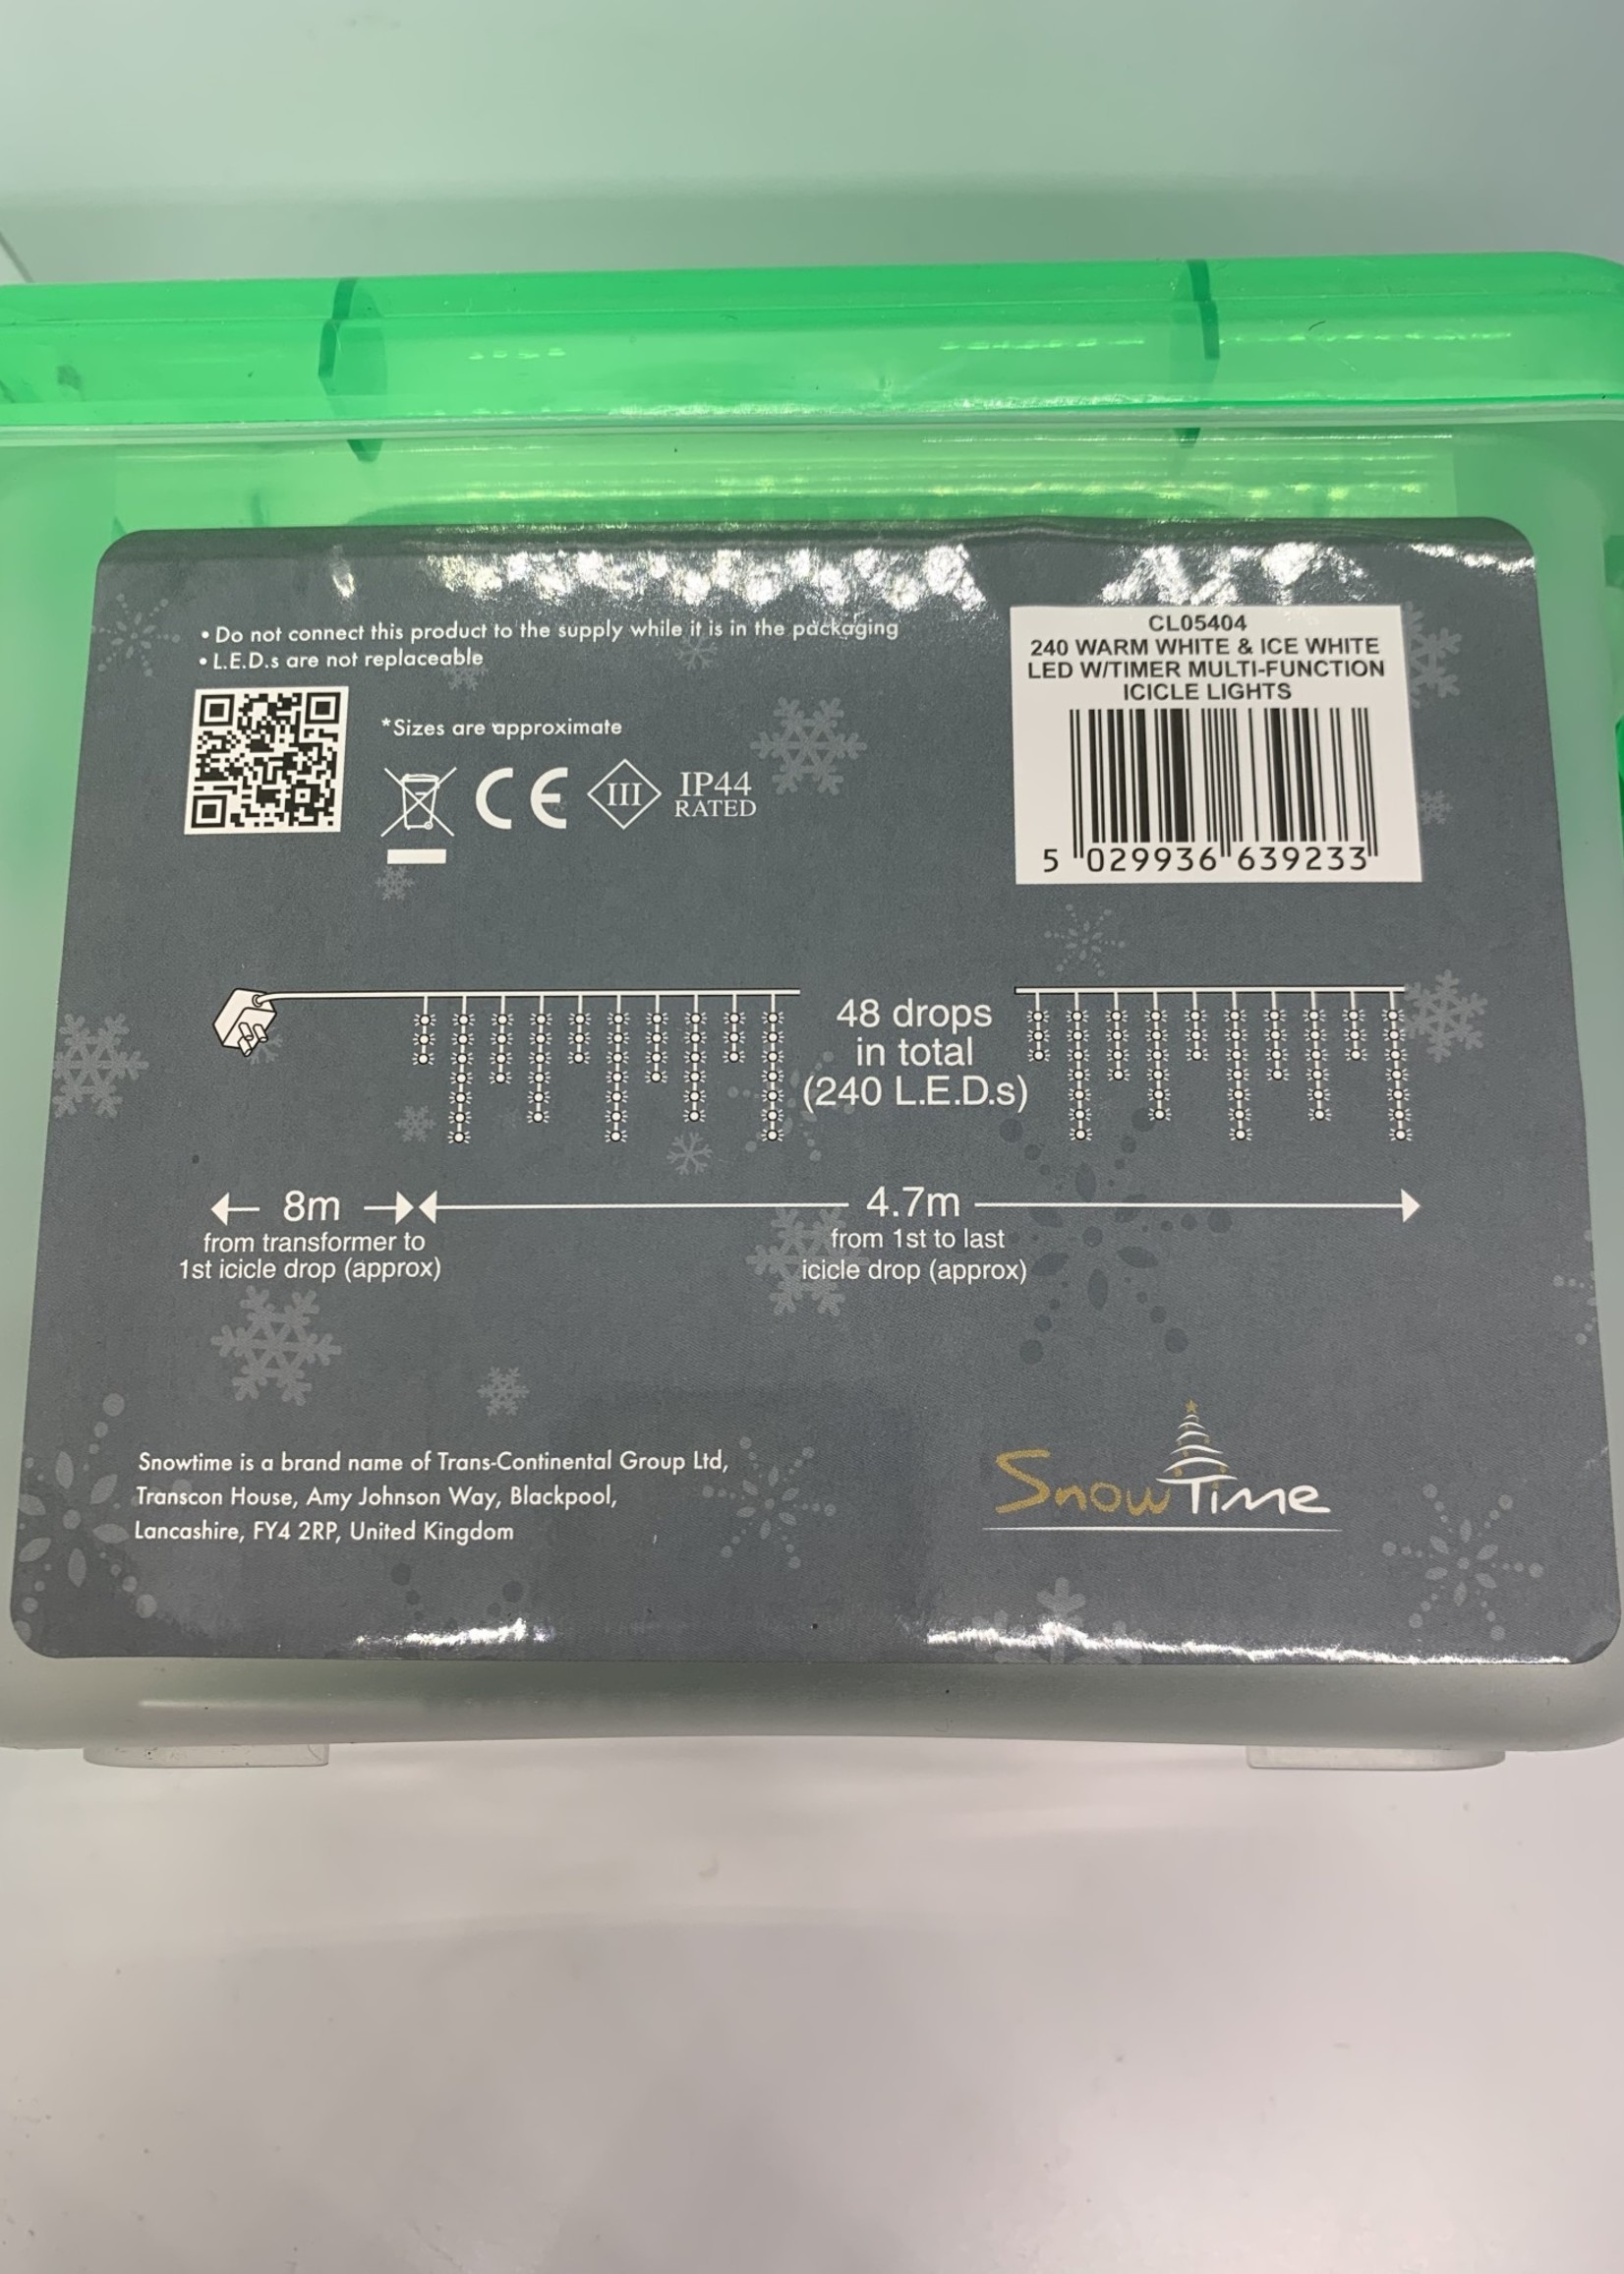 • Do not connect this product to the supply while it is in the packaging
• L.E.D.s are not replaceable
*Sizes are approximate
CE
III
IP44
RATED
CL05404
240 WARM WHITE & ICE WHITE
LED W/TIMER MULTI-FUNCTION
ICICLE LIGHTS
5 029936 639233
48 drops
in total
(240 L.E.D.s)
8m
from transformer to
1st icicle drop (approx)
4.7m
from 1st to last
icicle drop (approx)
Snowtime is a brand name of Trans-Continental Group Ltd,
Transcon House, Amy Johnson Way, Blackpool,
Lancashire, FY4 2RP, United Kingdom
SnowTime